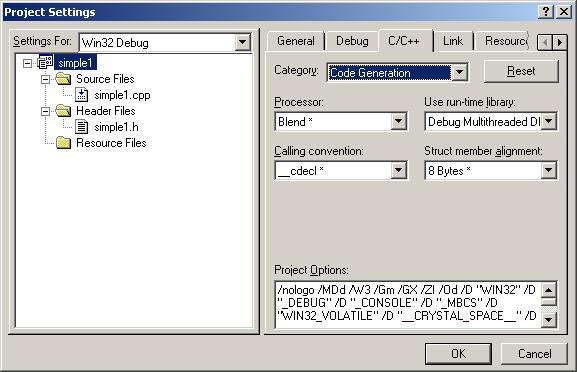 Project Settings
Settings For: Win32 Debug
simple1
Source Files
simple1.cpp
Header Files
simple1.h
Resource Files
General Debug C/C++ Link Resourc
Category: Code Generation Reset
Processor: Use run-time library:
Blend * Debug Multithreaded Dl
Calling convention: Struct member alignment:
__cdecl * 8 Bytes *
Project Options:
/nologo /MDd /W3 /Gm /GX /ZI /Od /D "WIN32" /D
"_DEBUG" /D "_CONSOLE" /D "_MBCS" /D
"WIN32_VOLATILE" /D "__CRYSTAL_SPACE__" /D
OK Cancel